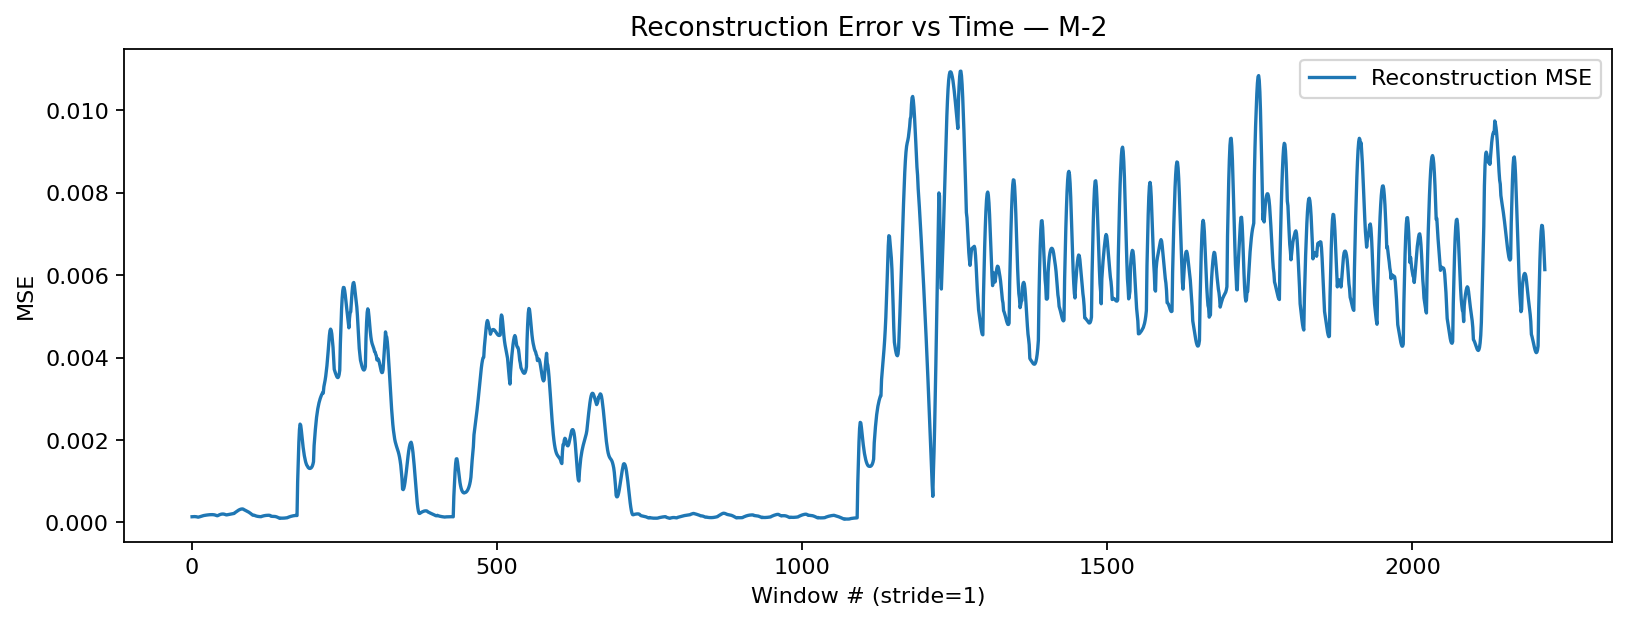 Reconstruction Error vs Time — M-2
Reconstruction MSE
MSE
0.010
0.008
0.006
0.004
0.002
0.000
0 500 1000 1500 2000
Window # (stride=1)